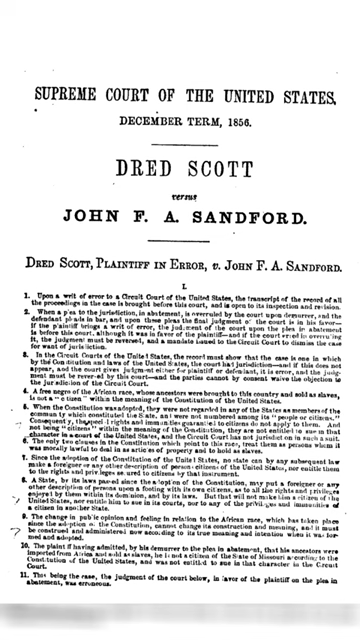 SUPREME COURT OF THE UNITED STATES,
DECEMBER TERM, 1856.
DRED SCOTT
versus
JOHN F. A. SANDFORD.
DRED SCOTT, PLAINTIFF IN ERROR, v. JOHN F. A. SANDFORD.
I.
1. Upon a writ of error to a Circuit Court of the United States, the transcript of the record of all
the proceedings in the case is brought before this court, and is open to its inspection and revision.
2. When a plea to the jurisdiction, in abatement, is overruled by the court upon demurrer, and the
defendant pleads in bar, and upon these pleas the final judgment of the court is in his favor—
if the plaintiff brings a writ of error, the judgment of the court upon the plea in abatement
is before this court, although it was in favor of the plaintiff—and if the court erred in overruling
it, the judgment must be reversed, and a mandate issued to the Circuit Court to dismiss the case
for want of jurisdiction.
3. In the Circuit Courts of the United States, the record must show that the case is one in which
by the Constitution and laws of the United States, the court had jurisdiction—and if this does not
appear, and the court gives judgment either for plaintiff or defendant, it is error, and the judg-
ment must be reversed by this court—and the parties cannot by consent waive the objection to
the jurisdiction of the Circuit Court.
4. A free negro of the African race, whose ancestors were brought to this country and sold as slaves,
is not a "citizen" within the meaning of the Constitution of the United States.
5. When the Constitution was adopted, they were not regarded in any of the States as members of the
community which constituted the State, and were not numbered among its "people or citizens."
Consequently, the special rights and immunities guarantied to citizens do not apply to them. And
not being "citizens" within the meaning of the Constitution, they are not entitled to sue in that
character in a court of the United States, and the Circuit Court has not jurisdiction in such a suit.
6. The only two clauses in the Constitution which point to this race, treat them as persons whom it
was morally lawful to deal in as articles of property and to hold as slaves.
7. Since the adoption of the Constitution of the United States, no state can by any subsequent law
make a foreigner or any other description of persons citizens of the United States, nor entitle them
to the rights and privileges secured to citizens by that instrument.
8. A State, by its laws passed since the adoption of the Constitution, may put a foreigner or any
other description of persons upon a footing with its own citizens, as to all the rights and privileges
enjoyed by them within its dominion, and by its laws. But that will not make him a citizen of the
United States, nor entitle him to sue in its courts, nor to any of the privileges and immunities of
a citizen in another State.
9. The change in public opinion and feeling in relation to the African race, which has taken place
since the adoption of the Constitution, cannot change its construction and meaning, and it must
be construed and administered now according to its true meaning and intention when it was for-
med and adopted.
10. The plaintiff having admitted, by his demurrer to the plea in abatement, that his ancestors were
imported from Africa and sold as slaves, he is not a citizen of the State of Missouri according to the
Constitution of the United States, and was not entitled to sue in that character in the Circuit
Court.
11. This being the case, the judgment of the court below, in favor of the plaintiff on the plea in
abatement, was erroneous.